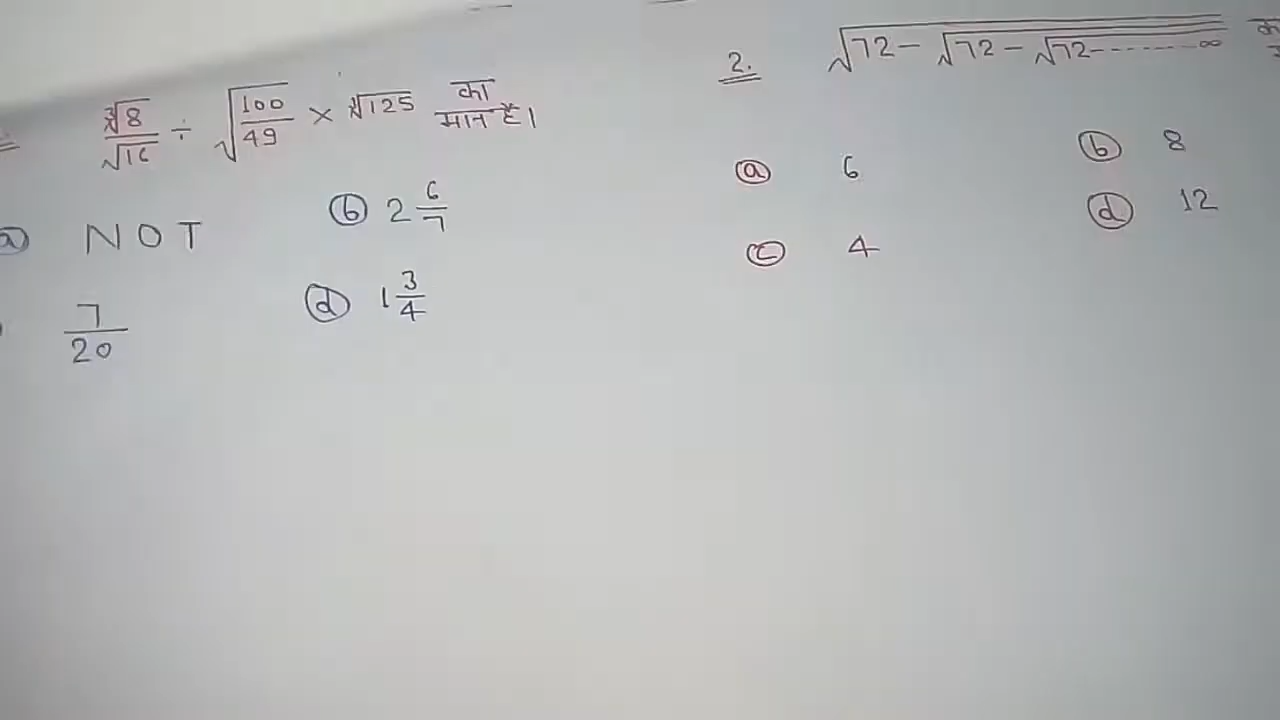 ∛8/√16 ÷ √(100/49) × ∛125 का मान है।
a NOT
b 2 6/7
7/20
d 1 3/4
2. √72 - √72 - √72 -------- ∞
a 6
b 8
c 4
d 12